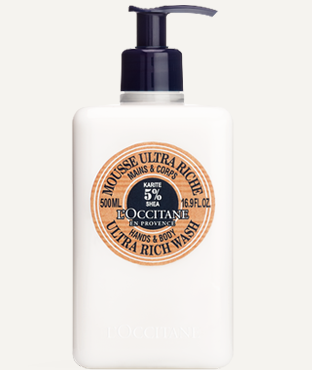 MOUSSE ULTRA RICHE
MAINS & CORPS
KARITE
5%
SHEA
500ML
16.9FL.OZ
L'OCCITANE
EN PROVENCE
HANDS & BODY
ULTRA RICH WASH
L'OCCITANE